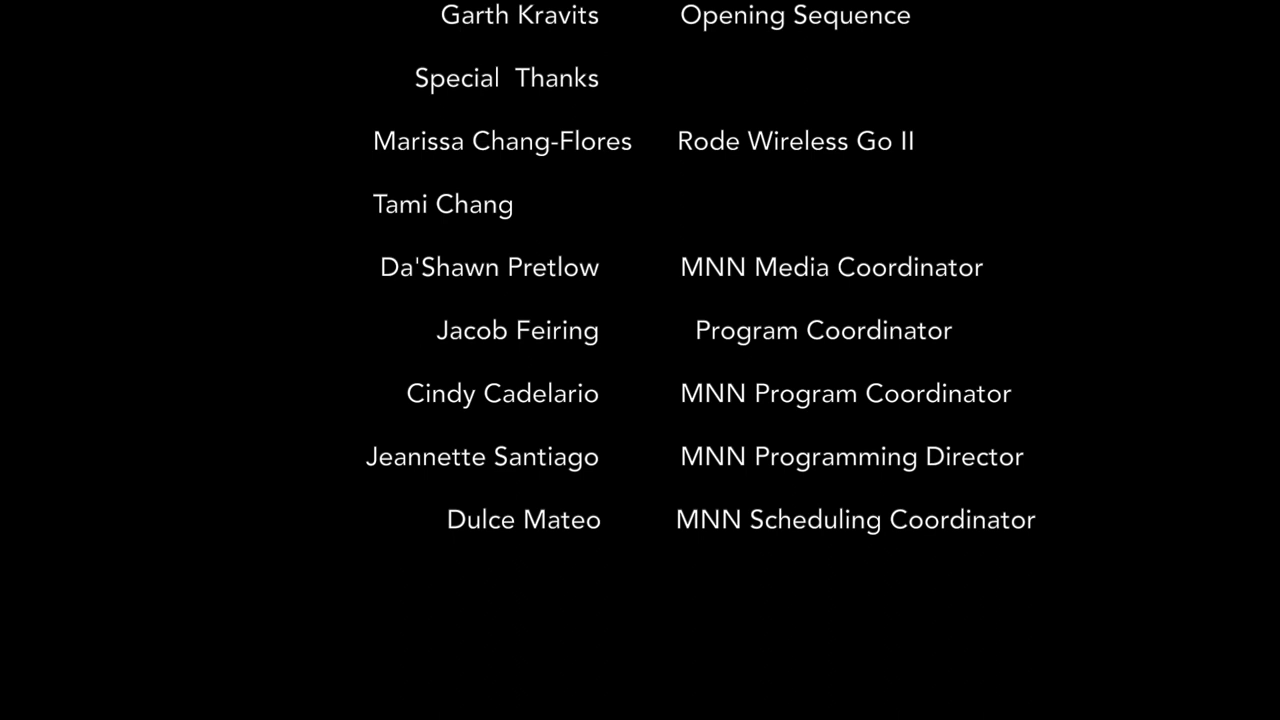 Garth Kravits Opening Sequence
Special Thanks
Marissa Chang-Flores Rode Wireless Go II
Tami Chang
Da'Shawn Pretlow MNN Media Coordinator
Jacob Feiring Program Coordinator
Cindy Cadelario MNN Program Coordinator
Jeannette Santiago MNN Programming Director
Dulce Mateo MNN Scheduling Coordinator